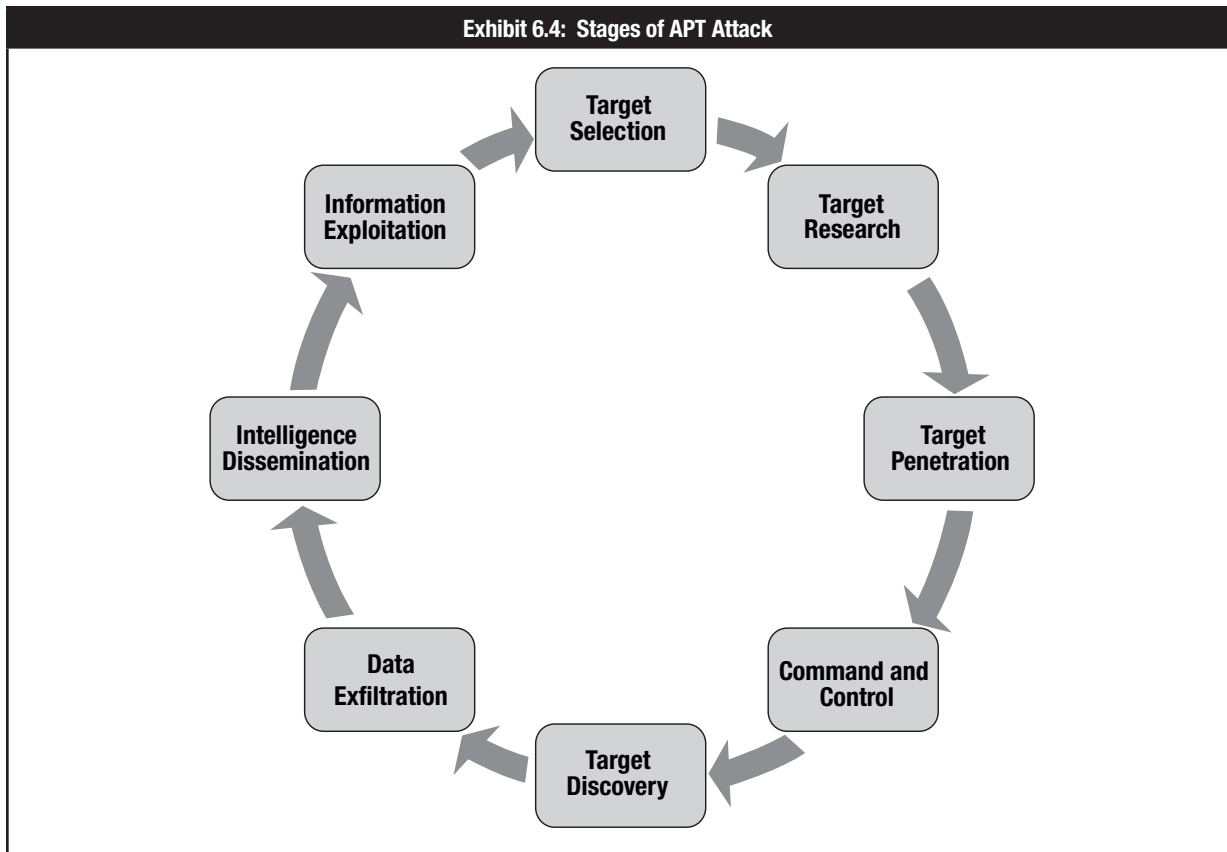 Exhibit 6.4: Stages of APT Attack
Target
Selection
Target
Research
Target
Penetration
Command and
Control
Target
Discovery
Data
Exfiltration
Intelligence
Dissemination
Information
Exploitation